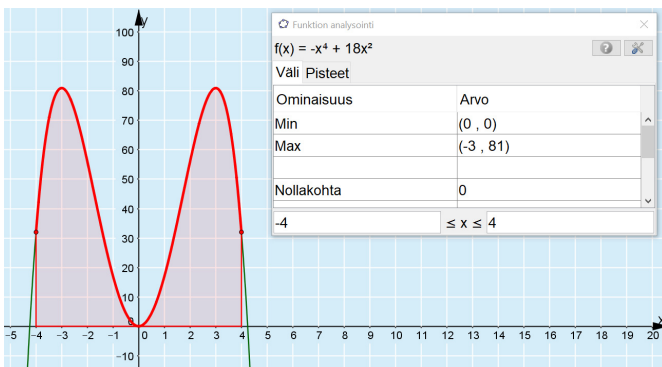 y
100
90
80
70
60
50
40
30
20
10
0
-10
-5 -4 -3 -2 -1 0 1 2 3 4 5 6 7 8 9 10 11 12 13 14 15 16 17 18 19 20
x
Funktion analysointi
f(x) = -x⁴ + 18x²
Väli Pisteet
Ominaisuus Arvo
Min (0 , 0)
Max (-3 , 81)
Nollakohta 0
-4 ≤ x ≤ 4